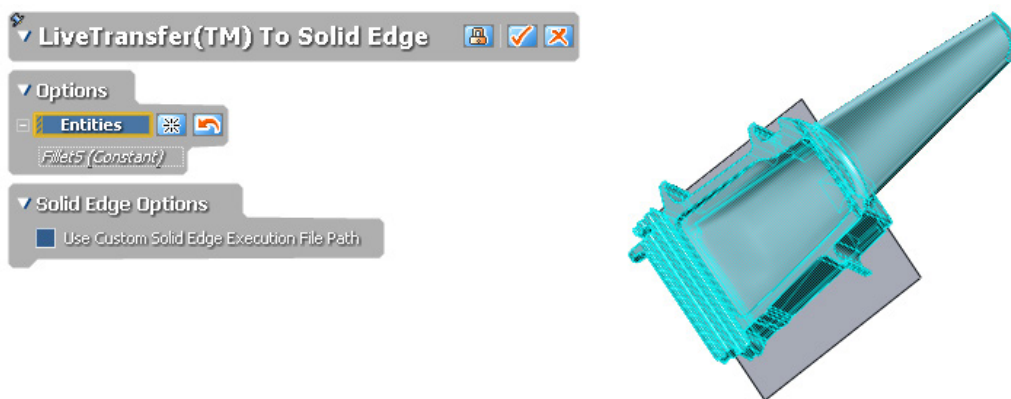 LiveTransfer(TM) To Solid Edge
Options
Entities
Fillet5 (Constant)
Solid Edge Options
Use Custom Solid Edge Execution File Path